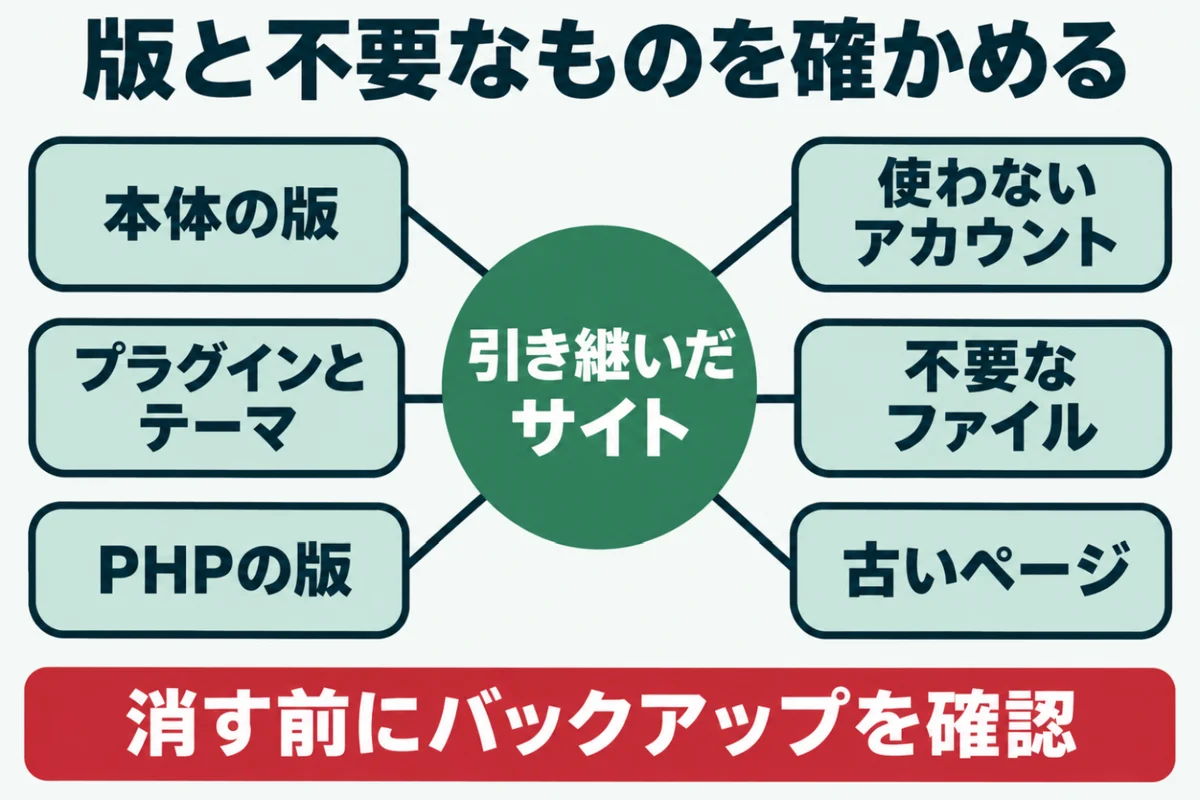 版と不要なものを確かめる
本体の版
プラグインと
テーマ
PHPの版
引き継いだ
サイト
使わない
アカウント
不要な
ファイル
古いページ
消す前にバックアップを確認